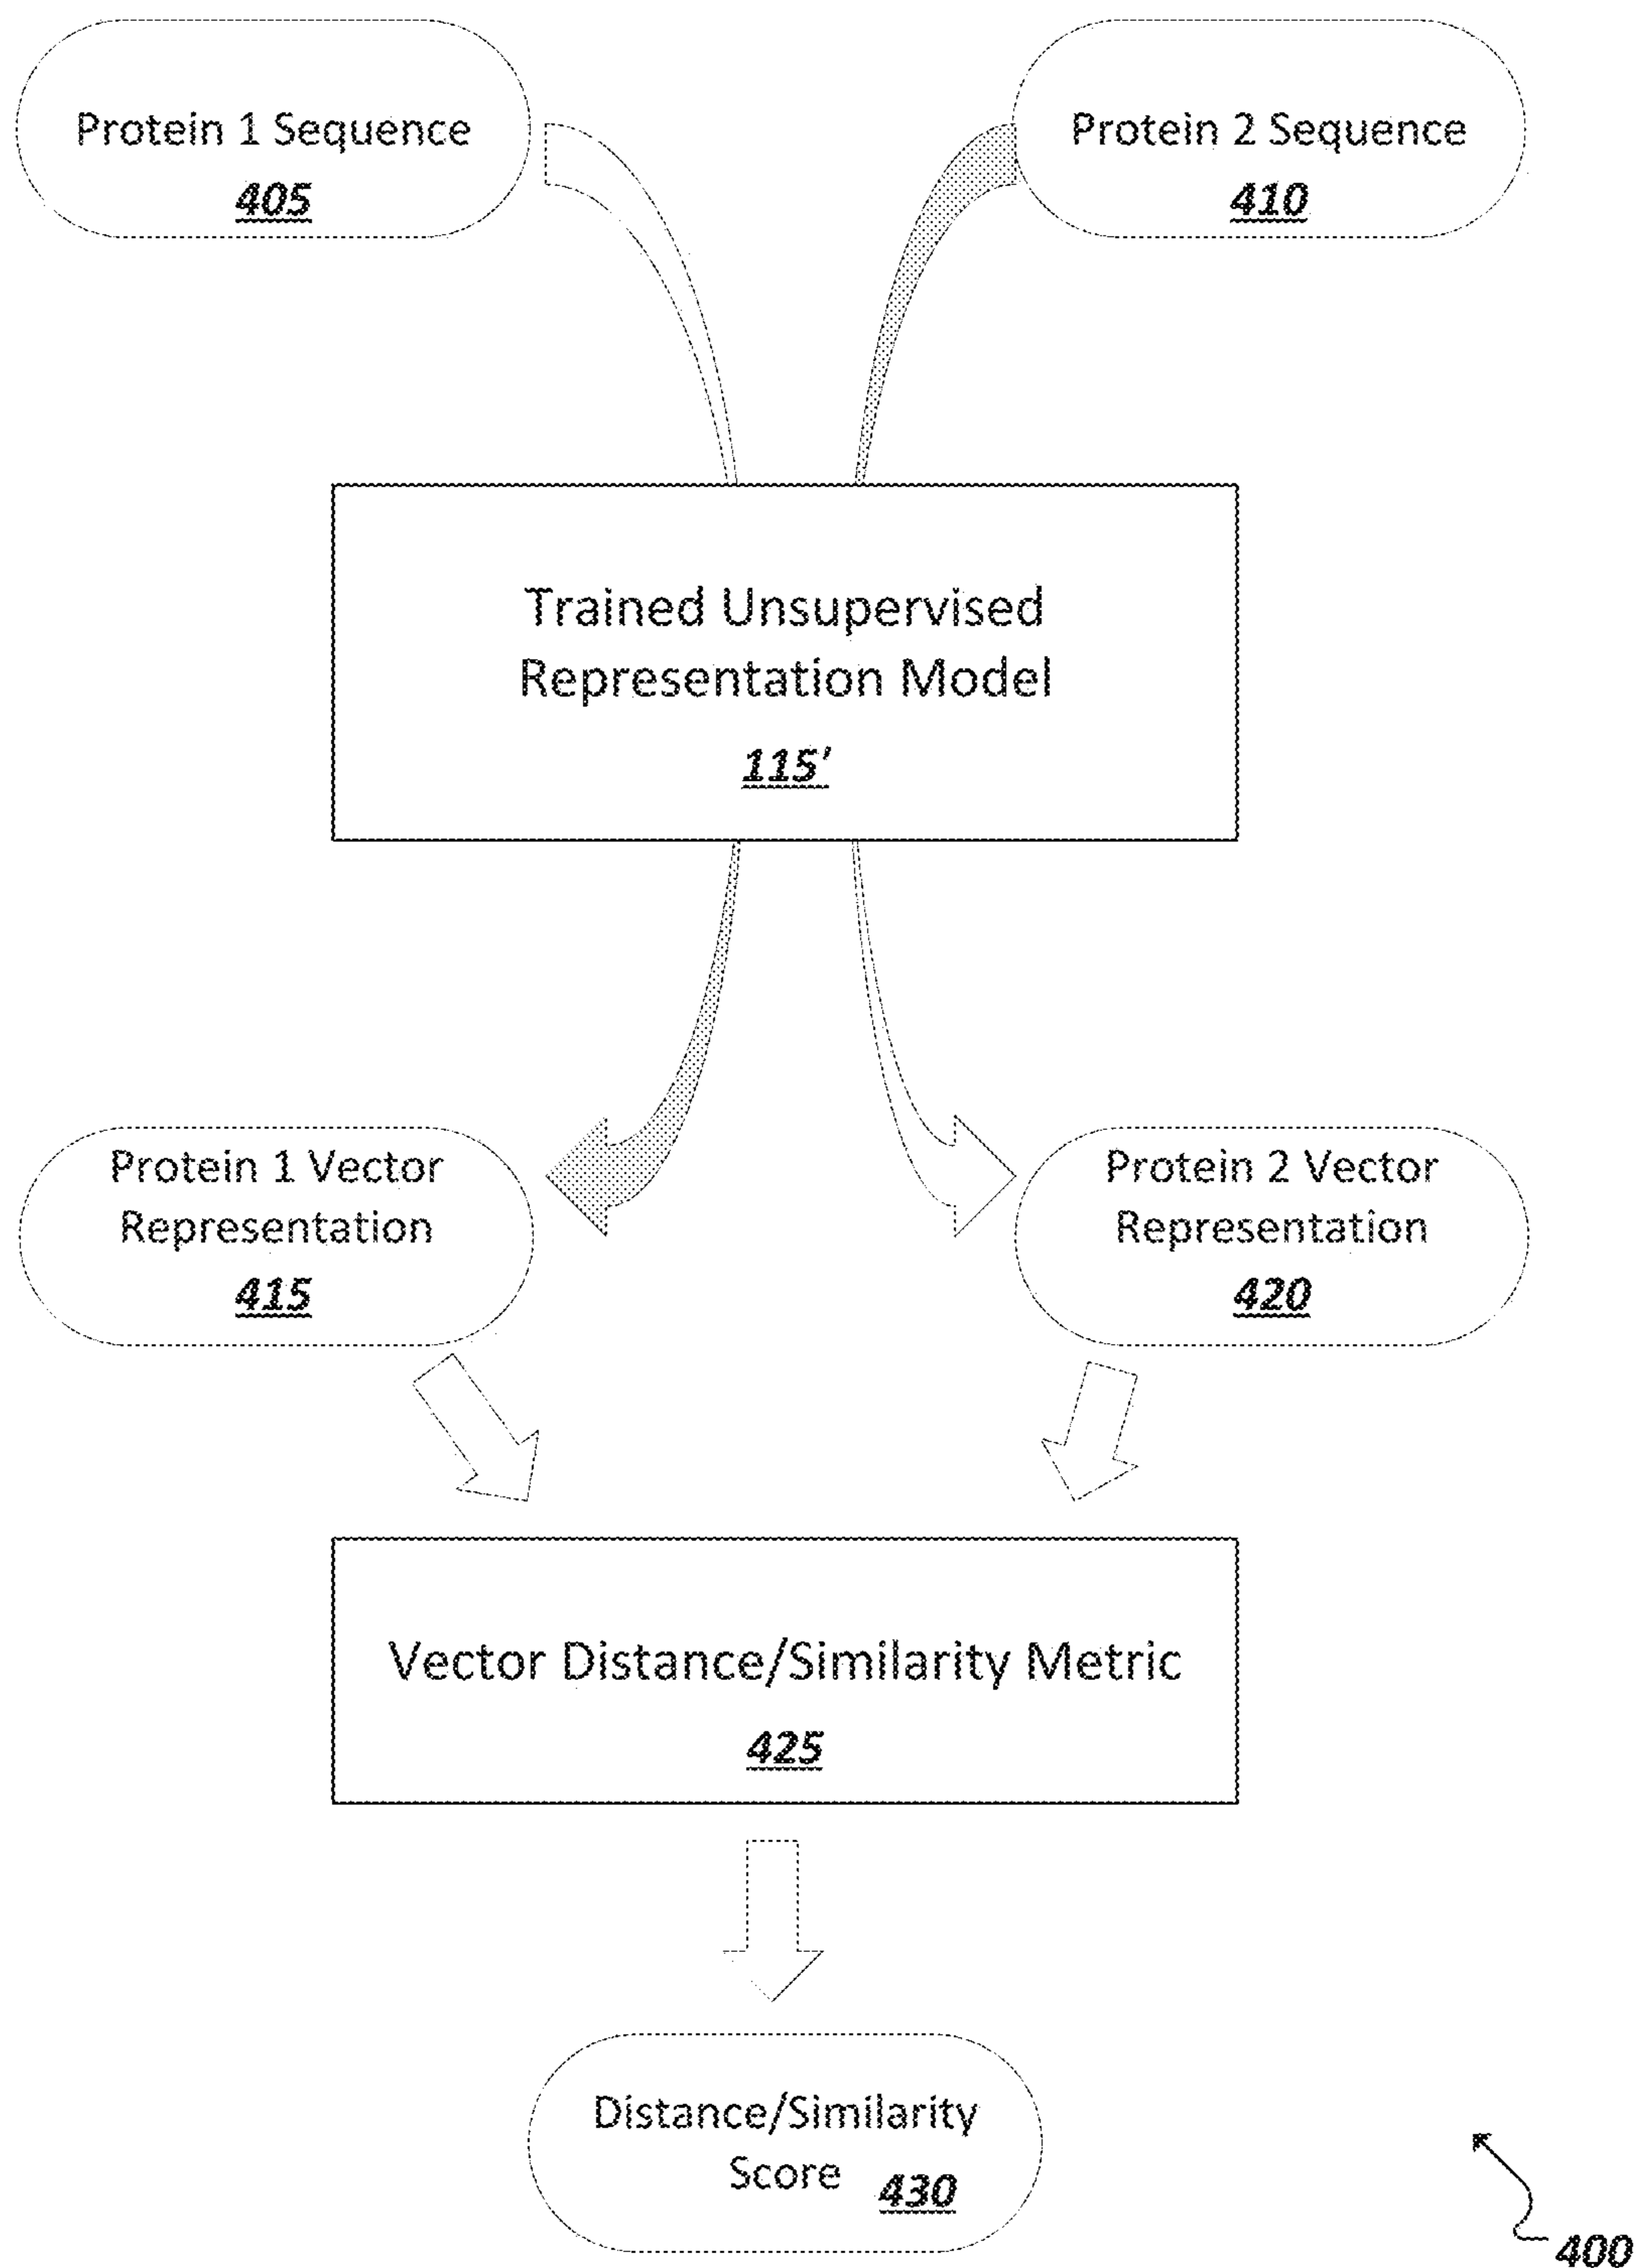 Protein 1 Sequence
405
Protein 2 Sequence
410
Trained Unsupervised
Representation Model
115'
Protein 1 Vector
Representation
415
Protein 2 Vector
Representation
420
Vector Distance/Similarity Metric
425
Distance/Similarity
Score 430
400